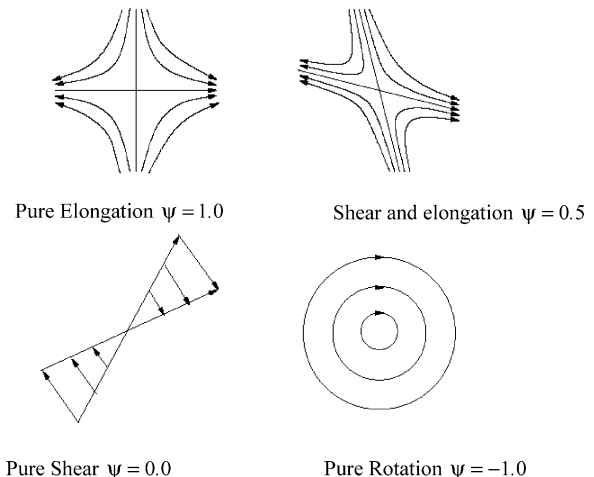 Pure Elongation ψ = 1.0
Shear and elongation ψ = 0.5
Pure Shear ψ = 0.0
Pure Rotation ψ = −1.0